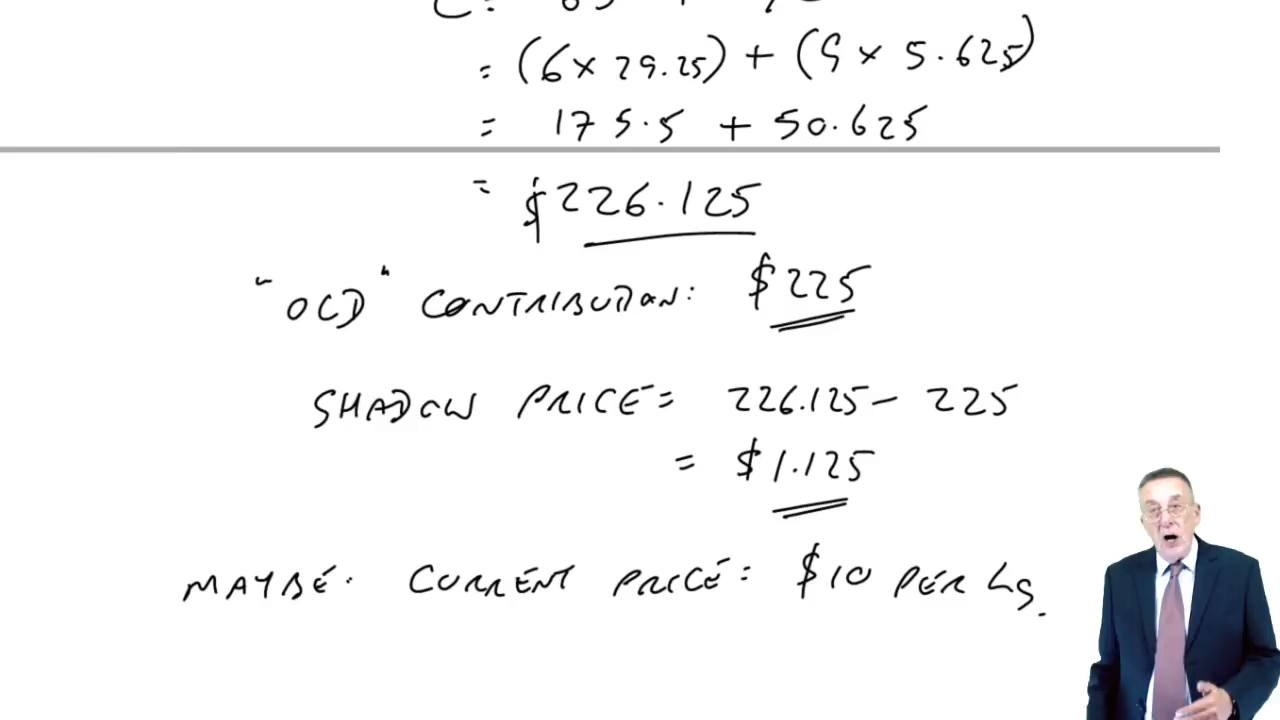 = (6 × 29.25) + (9 × 5.625)
= 175.5 + 50.625
= $226.125
"OLD" CONTRIBUTION: $225
SHADOW PRICE = 226.125 - 225
= $1.125
MAYBE. CURRENT PRICE: $10 PER kg.